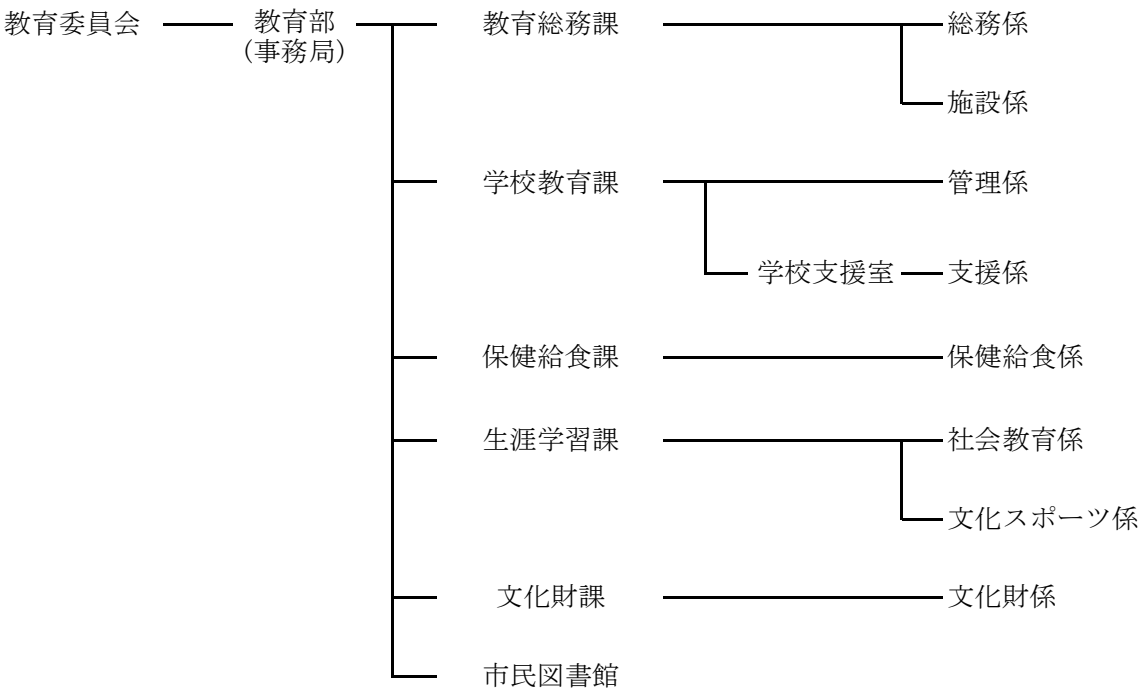 教育委員会
教育部
(事務局)
教育総務課
総務係
施設係
学校教育課
管理係
学校支援室
支援係
保健給食課
保健給食係
生涯学習課
社会教育係
文化スポーツ係
文化財課
文化財係
市民図書館